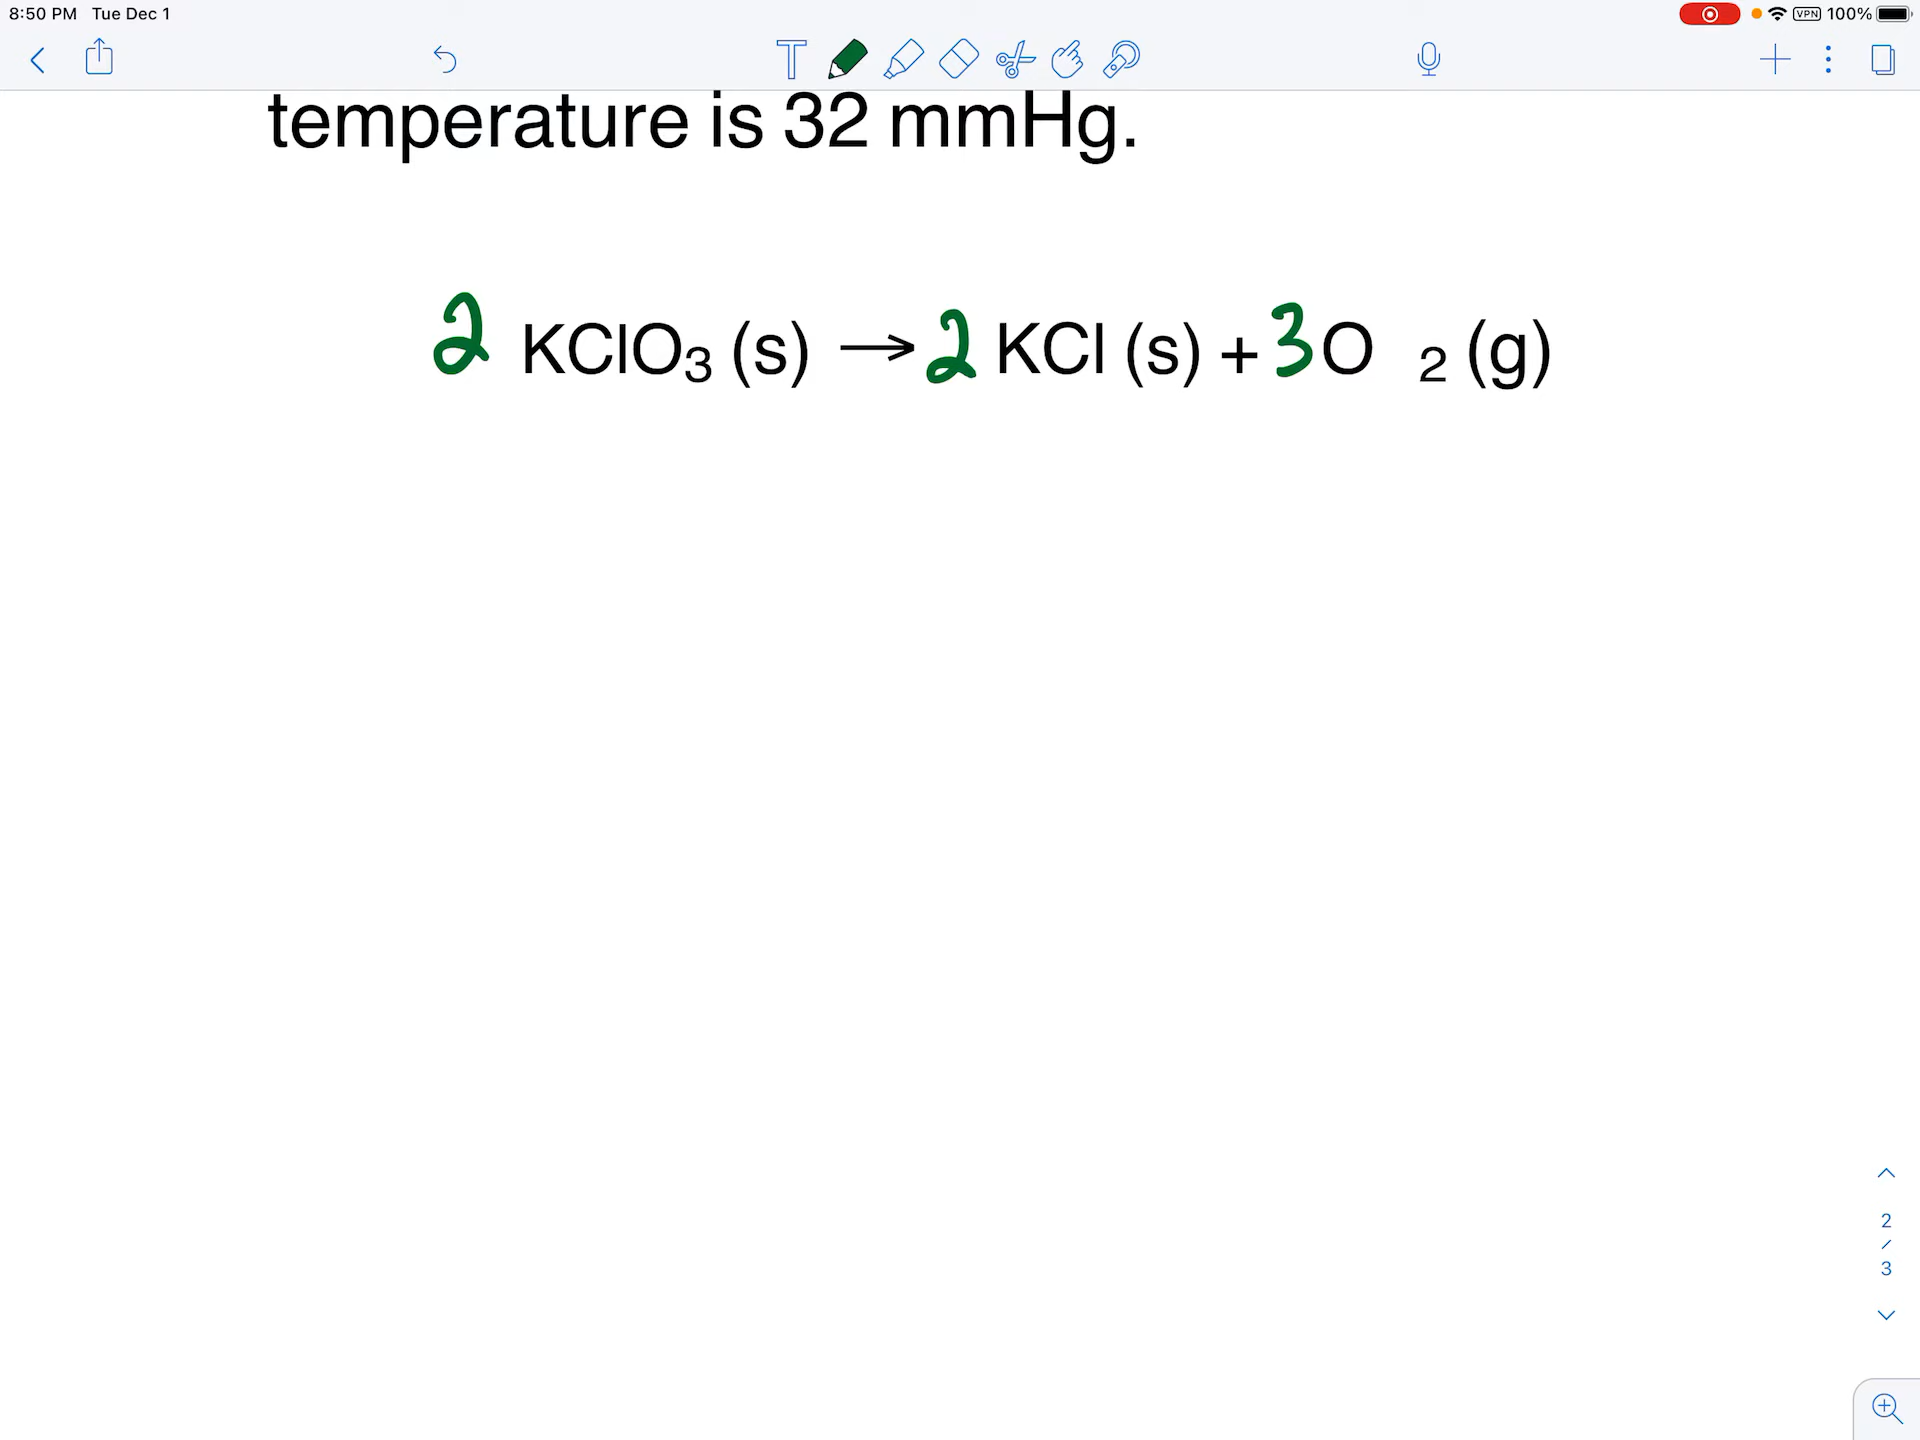 8:50 PM Tue Dec 1
VPN 100%
T
temperature is 32 mmHg.
2 KClO₃ (s) → 2 KCl (s) + 3 O ₂ (g)
2
/
3